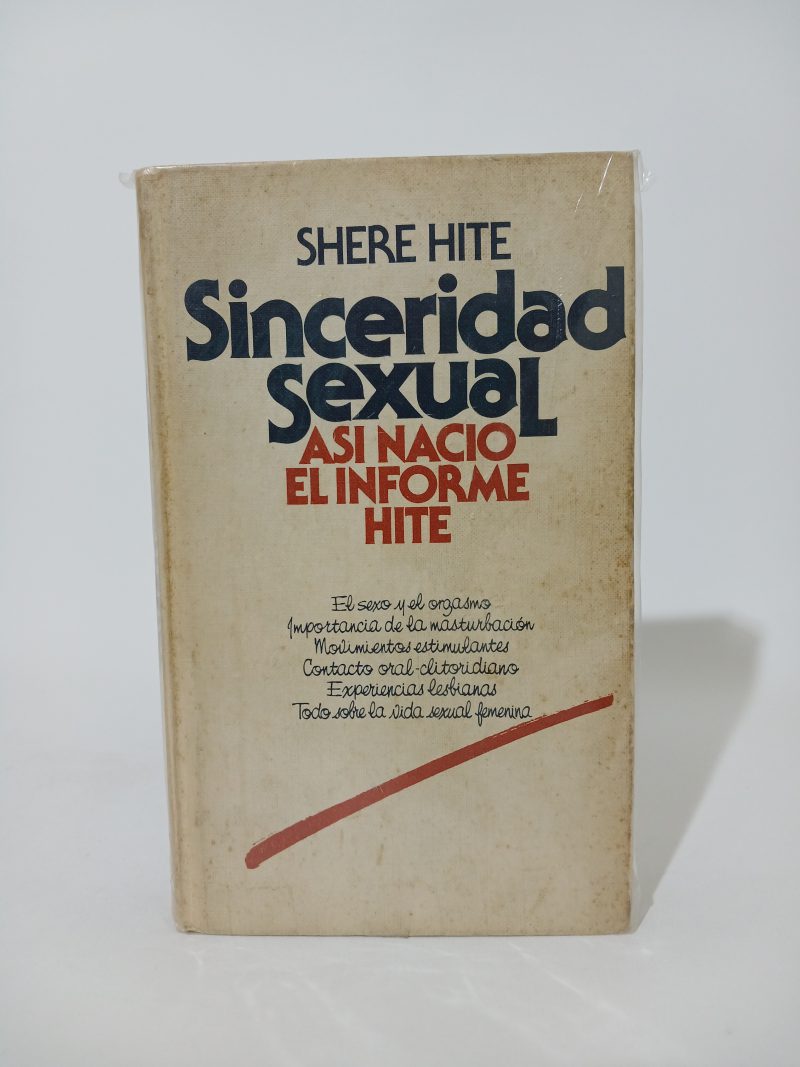 SHERE HITE
Sinceridad
sexual
ASI NACIO
EL INFORME
HITE
El sexo y el orgasmo
Importancia de la masturbación
Movimientos estimulantes
Contacto oral-clitoridiano
Experiencias lesbianas
Todo sobre la vida sexual femenina